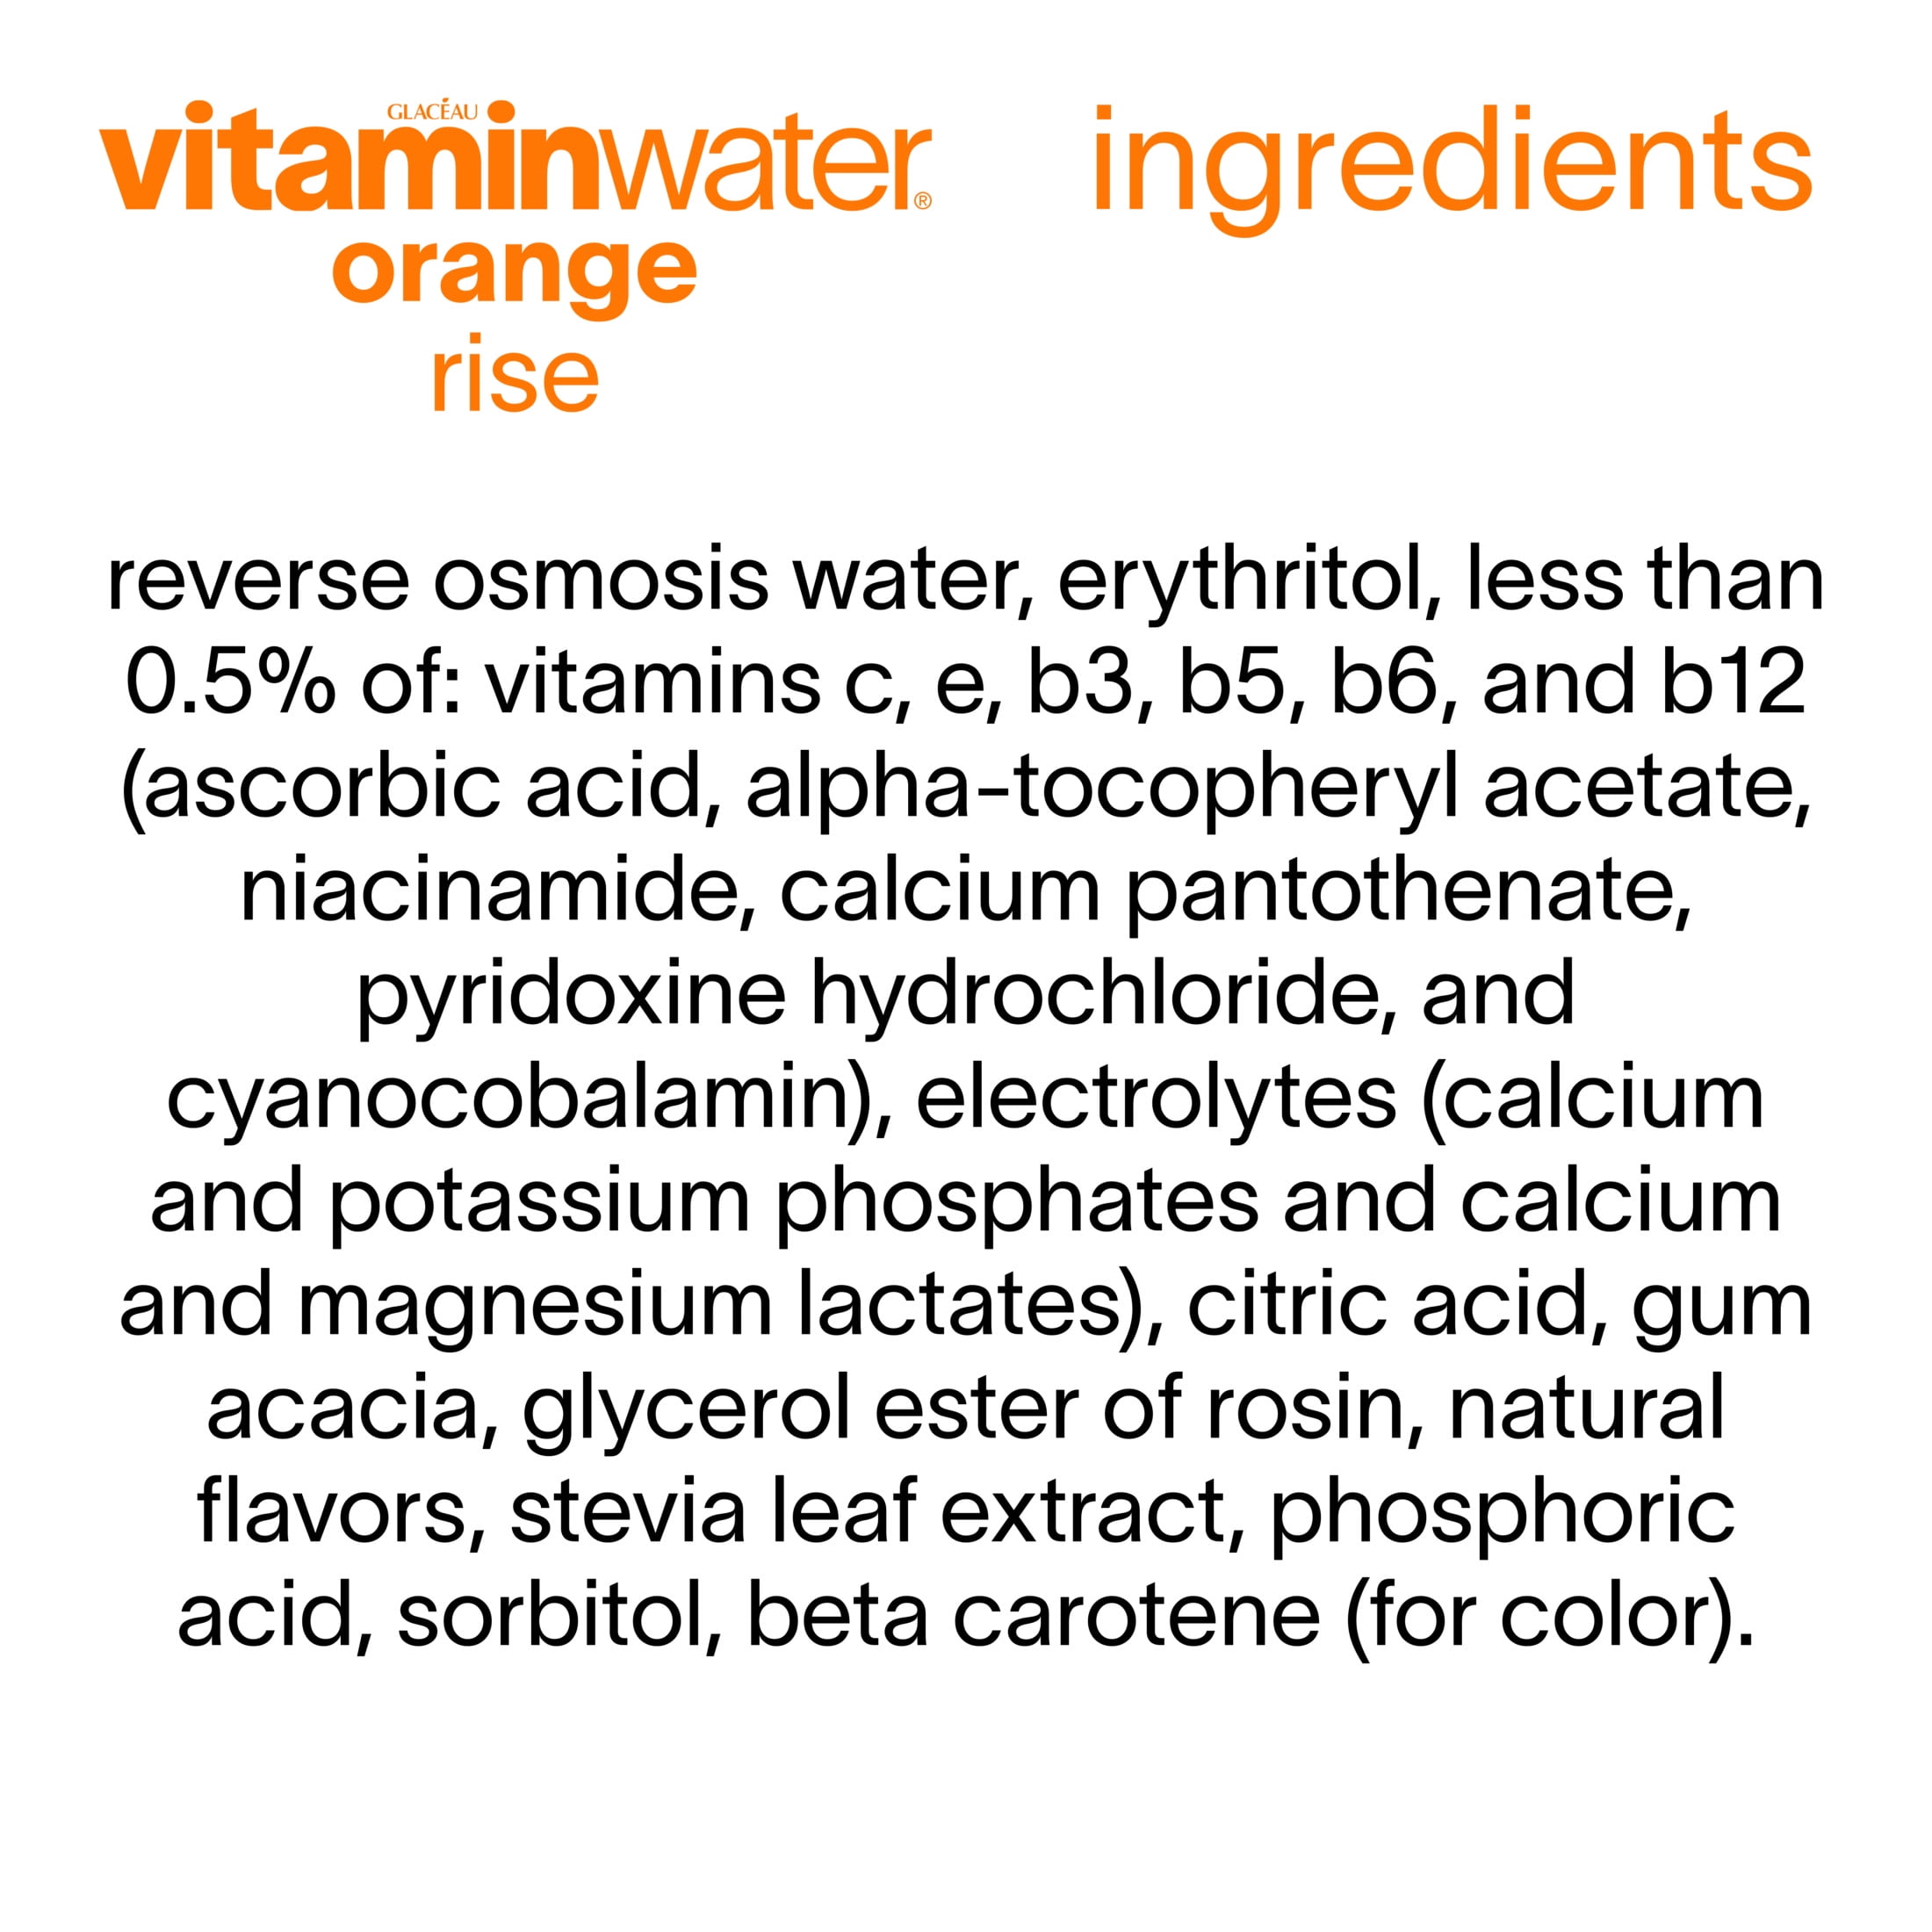 GLACÉAU
vitaminwater®
ingredients
orange
rise
reverse osmosis water, erythritol, less than
0.5% of: vitamins c, e, b3, b5, b6, and b12
(ascorbic acid, alpha-tocopheryl acetate,
niacinamide, calcium pantothenate,
pyridoxine hydrochloride, and
cyanocobalamin), electrolytes (calcium
and potassium phosphates and calcium
and magnesium lactates), citric acid, gum
acacia, glycerol ester of rosin, natural
flavors, stevia leaf extract, phosphoric
acid, sorbitol, beta carotene (for color).